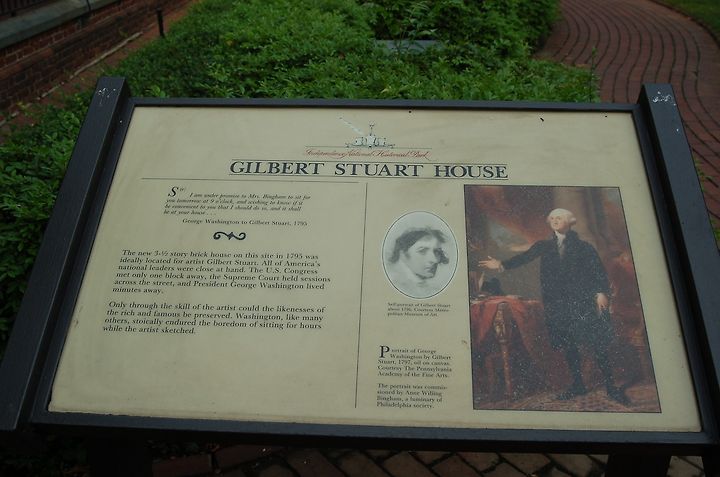 Independence National Historical Park
GILBERT STUART HOUSE
Sir:
I am under promise to Mrs. Bingham to sit for
you tomorrow at 9 o'clock, and wishing to know if it
be convenient to you that I should do so, and it shall
be at your house . . .
George Washington to Gilbert Stuart, 1795
The new 3-½ story brick house on this site in 1795 was
ideally located for artist Gilbert Stuart. All of America's
national leaders were close at hand. The U.S. Congress
met only one block away, the Supreme Court held sessions
across the street, and President George Washington lived
minutes away.
Only through the skill of the artist could the likenesses of
the rich and famous be preserved. Washington, like many
others, stoically endured the boredom of sitting for hours
while the artist sketched.
Self-portrait of Gilbert Stuart
about 1786. Courtesy Metro-
politan Museum of Art.
Portrait of George
Washington by Gilbert
Stuart, 1797, oil on canvas.
Courtesy The Pennsylvania
Academy of the Fine Arts.
The portrait was commis-
sioned by Anne Willing
Bingham, a luminary of
Philadelphia society.